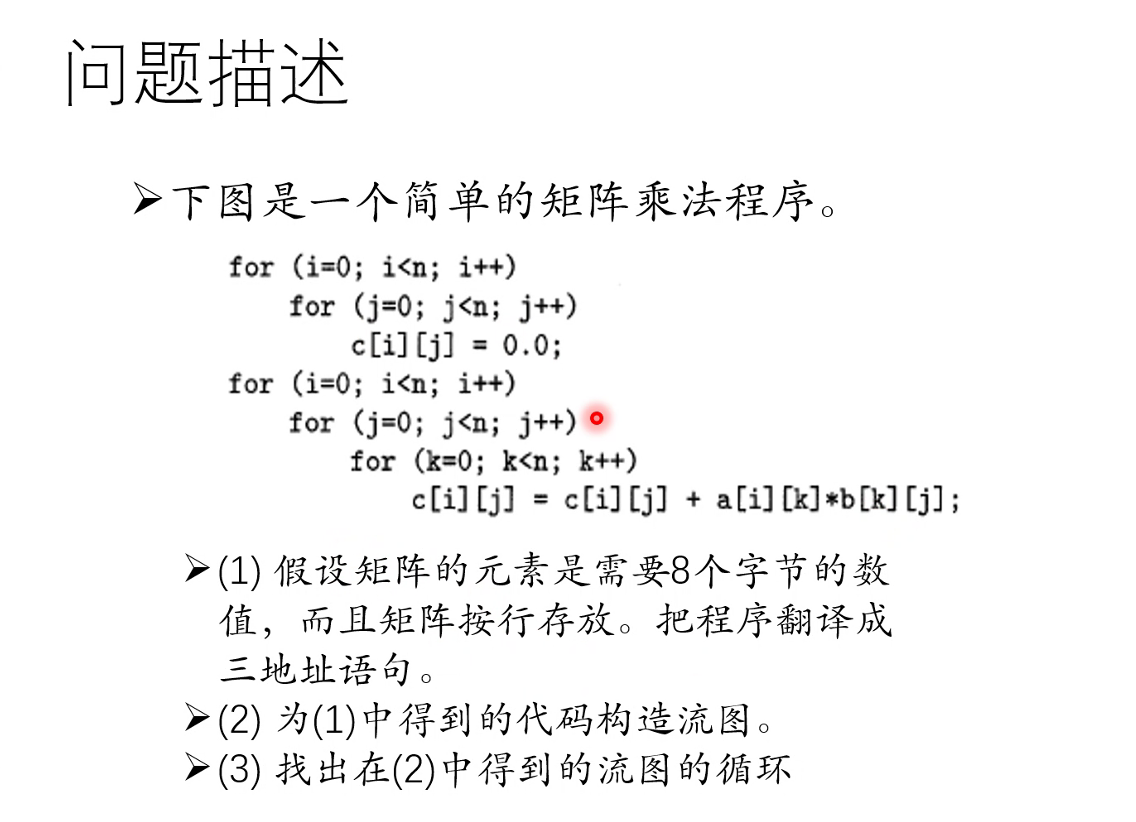 问题描述
➢下图是一个简单的矩阵乘法程序。
for (i=0; i<n; i++)
for (j=0; j<n; j++)
c[i][j] = 0.0;
for (i=0; i<n; i++)
for (j=0; j<n; j++)
for (k=0; k<n; k++)
c[i][j] = c[i][j] + a[i][k]*b[k][j];
➢(1) 假设矩阵的元素是需要8个字节的数
值，而且矩阵按行存放。把程序翻译成
三地址语句。
➢(2) 为(1)中得到的代码构造流图。
➢(3) 找出在(2)中得到的流图的循环